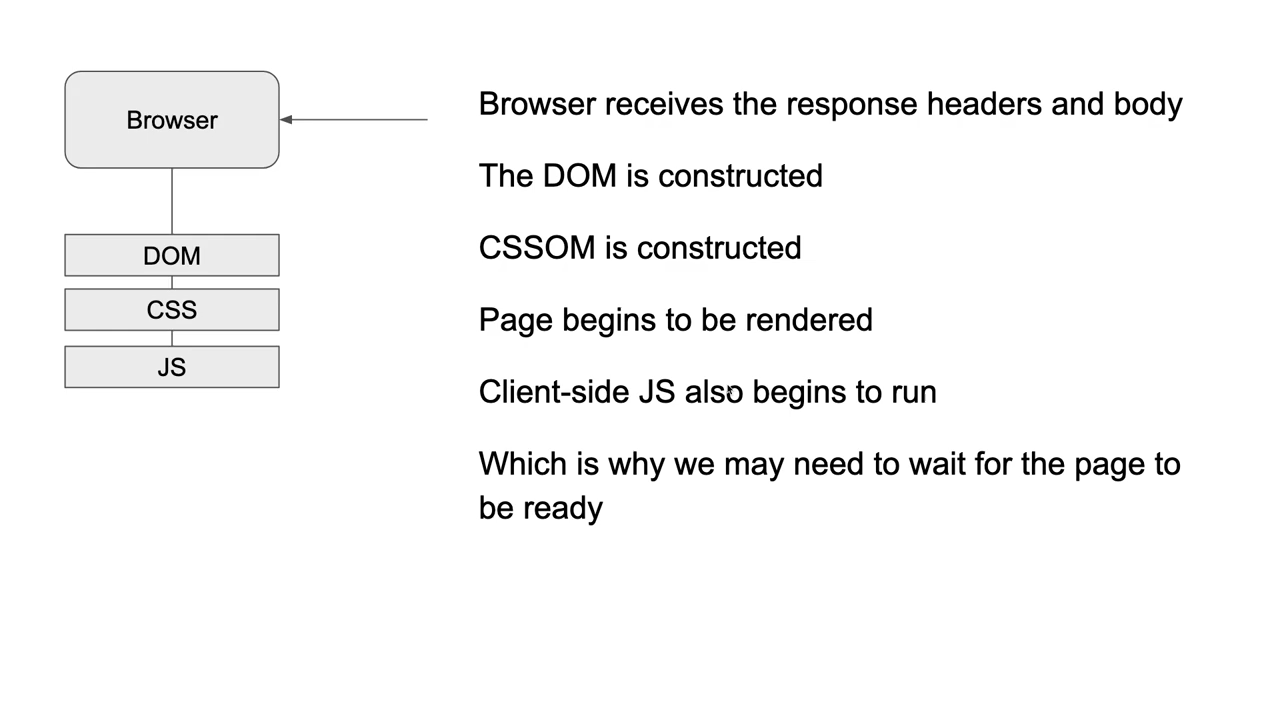 Browser
DOM
CSS
JS
Browser receives the response headers and body
The DOM is constructed
CSSOM is constructed
Page begins to be rendered
Client-side JS also begins to run
Which is why we may need to wait for the page to
be ready